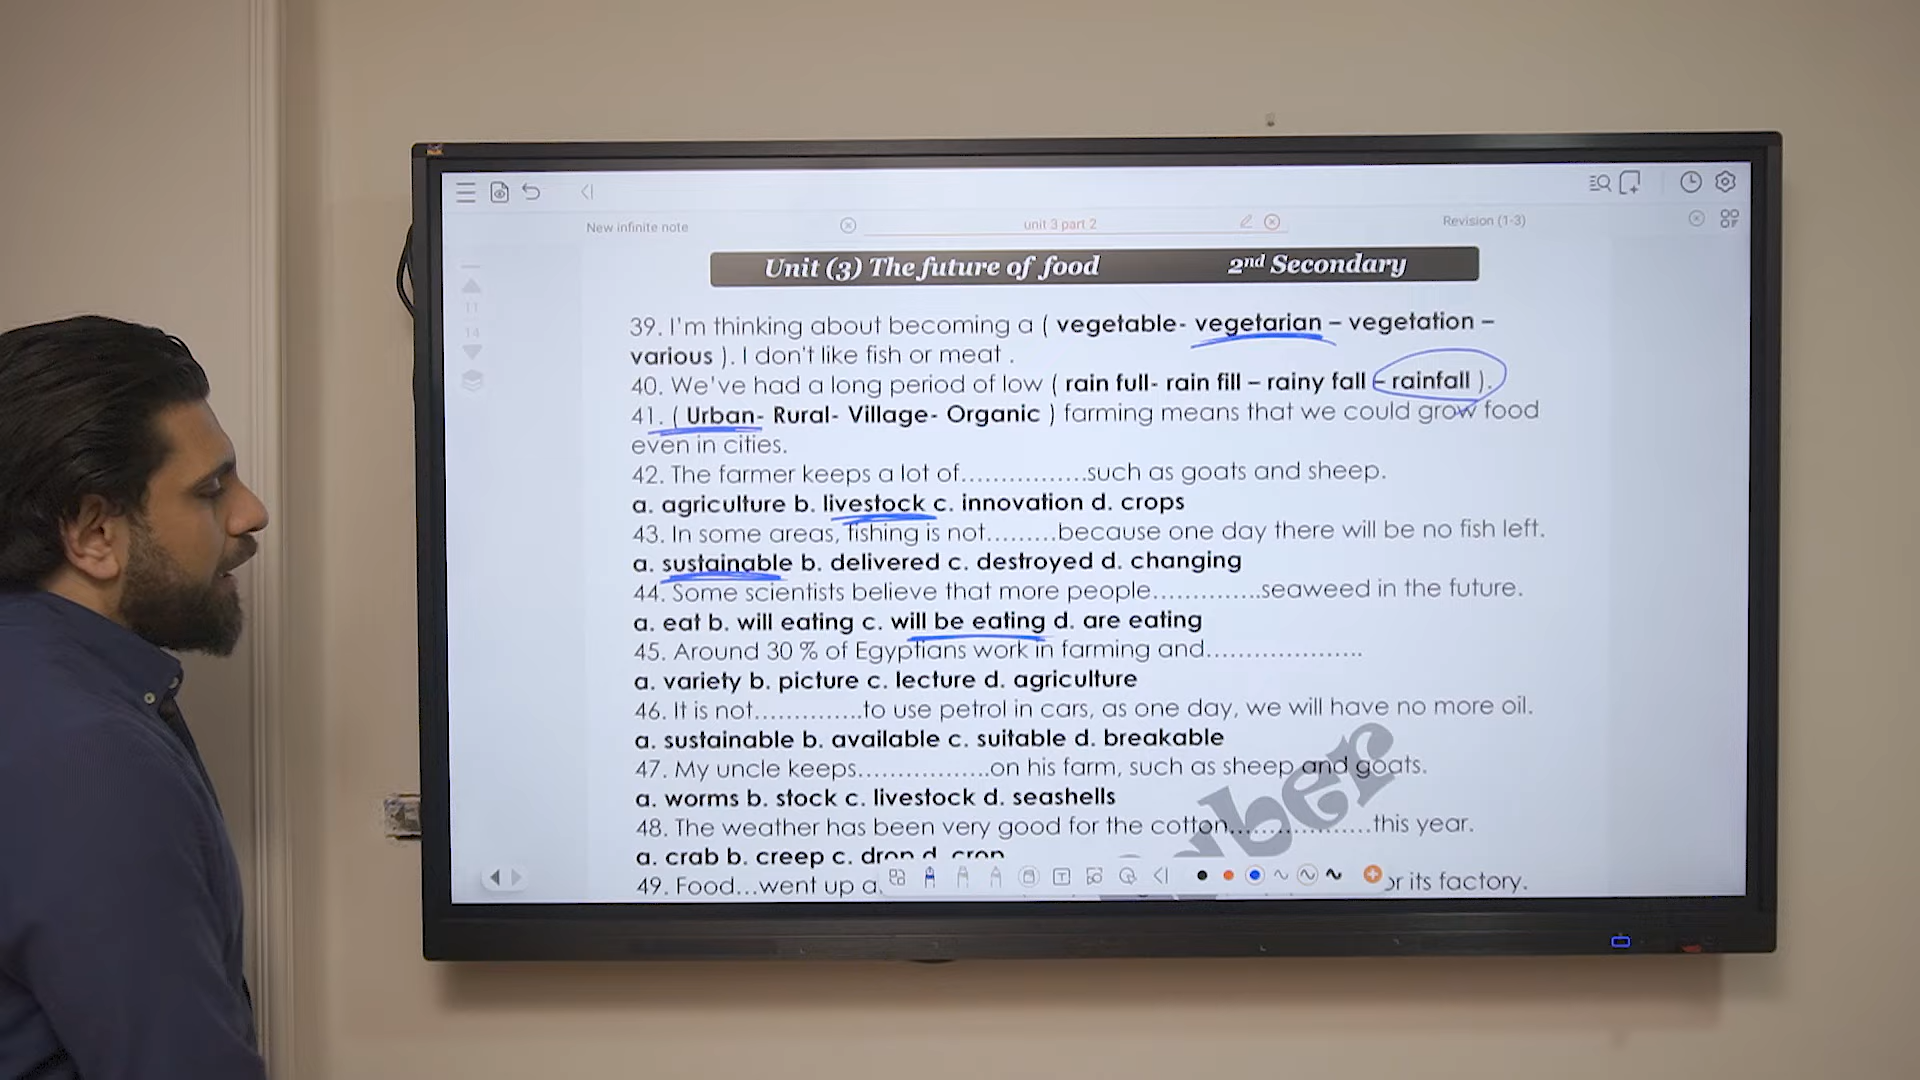 New infinite note
unit 3 part 2
Revision (1-3)
Unit (3) The future of food 2nd Secondary
11
14
39. I'm thinking about becoming a ( vegetable- vegetarian – vegetation –
various ). I don't like fish or meat .
40. We've had a long period of low ( rain full- rain fill – rainy fall – rainfall ).
41. ( Urban- Rural- Village- Organic ) farming means that we could grow food
even in cities.
42. The farmer keeps a lot of................such as goats and sheep.
a. agriculture b. livestock c. innovation d. crops
43. In some areas, fishing is not.........because one day there will be no fish left.
a. sustainable b. delivered c. destroyed d. changing
44. Some scientists believe that more people..............seaweed in the future.
a. eat b. will eating c. will be eating d. are eating
45. Around 30 % of Egyptians work in farming and....................
a. variety b. picture c. lecture d. agriculture
46. It is not..............to use petrol in cars, as one day, we will have no more oil.
a. sustainable b. available c. suitable d. breakable
47. My uncle keeps.................on his farm, such as sheep and goats.
a. worms b. stock c. livestock d. seashells
48. The weather has been very good for the cotton..................this year.
a. crab b. creep c. drop d. crop
49. Food...went up a or its factory.